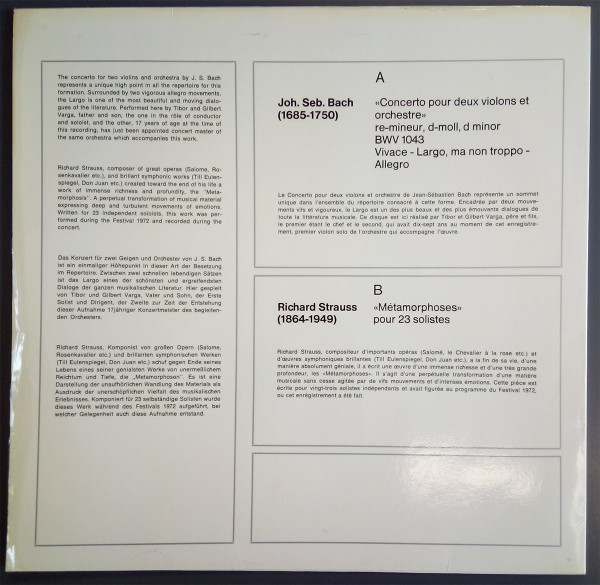 The concerto for two violins and orchestra by J. S. Bach
represents a unique high point in all the repertoire for this
formation. Surrounded by two vigorous allegro movements,
the Largo is one of the most beautiful and moving dialo-
gues of the literature. Performed here by Tibor and Gilbert
Varga, father and son, the one in the rôle of conductor
and soloist, and the other, 17 years of age at the time of
this recording, has just been appointed concert master of
the same orchestra which accompanies this work.
Richard Strauss, composer of great operas (Salome, Ro-
senkavalier etc.), and brillant symphonic works (Till Eulen-
spiegel, Don Juan etc.) created toward the end of his life a
work of immense richness and profundity, the "Meta-
morphosis". A perpetual transformation of musical material
expressing deep and turbulent movements of emotions.
Written for 23 independent soloists, this work was per-
formed during the Festival 1972 and recorded during the
concert.
Das Konzert für zwei Geigen und Orchester von J. S. Bach
ist ein einmaliger Höhepunkt in dieser Art der Besetzung
im Repertoire. Zwischen zwei schnellen lebendigen Sätzen
ist das Largo eines der schönsten und ergreifendsten
Dialoge der ganzen musikalischen Literatur. Hier gespielt
von Tibor und Gilbert Varga, Vater und Sohn, der Erste
Solist und Dirigent, der Zweite zur Zeit der Entstehung
dieser Aufnahme 17jähriger Konzertmeister des begleiten-
den Orchesters.
Richard Strauss, Komponist von großen Opern (Salome,
Rosenkavalier etc.) und brillanten symphonischen Werken
(Till Eulenspiegel, Don Juan etc.) schuf gegen Ende seines
Lebens eines seiner genialsten Werke von unermeßlichem
Reichtum und Tiefe, die „Metamorphosen". Es ist eine
Darstellung der unaufhörlichen Wandlung des Materials als
Ausdruck der unerschöpflichen Vielfalt des musikalischen
Erlebnisses. Komponiert für 23 selbständige Solisten wurde
dieses Werk während des Festivals 1972 aufgeführt, bei
welcher Gelegenheit auch diese Aufnahme entstand.
A
Joh. Seb. Bach
(1685-1750)
«Concerto pour deux violons et
orchestre»
re-mineur, d-moll, d minor
BWV 1043
Vivace - Largo, ma non troppo -
Allegro
Le Concerto pour deux violons et orchestre de Jean-Sébastien Bach représente un sommet
unique dans l'ensemble du répertoire consacré à cette forme. Encadrée par deux mouve-
ments vifs et vigoureux, le Largo est un des plus beaux et des plus émouvants dialogues de
toute la littérature musicale. Ce disque est ici réalisé par Tibor et Gilbert Varga, père et fils,
le premier étant le chef et le second, qui avait dix-sept ans au moment de cet enregistre-
ment, premier violon solo de l'orchestre qui accompagne l'œuvre.
B
Richard Strauss
(1864-1949)
«Métamorphoses»
pour 23 solistes
Richard Strauss, compositeur d'importants opéras (Salomé, le Chevalier à la rose etc.) et
d'œuvres symphoniques brillantes (Till Eulenspiegel, Don Juan etc.), a la fin de sa vie, d'une
manière absolument géniale, il a écrit une œuvre d'une immense richesse et d'une très grande
profondeur, les «Métamorphoses». Il s'agit d'une perpétuelle transformation d'une matière
musicale sans cesse agitée par de vifs mouvements et d'intenses émotions. Cette pièce est
écrite pour vingt-trois solistes indépendants et avait figurée au programme du Festival 1972,
ou cet enregistrement a été fait.